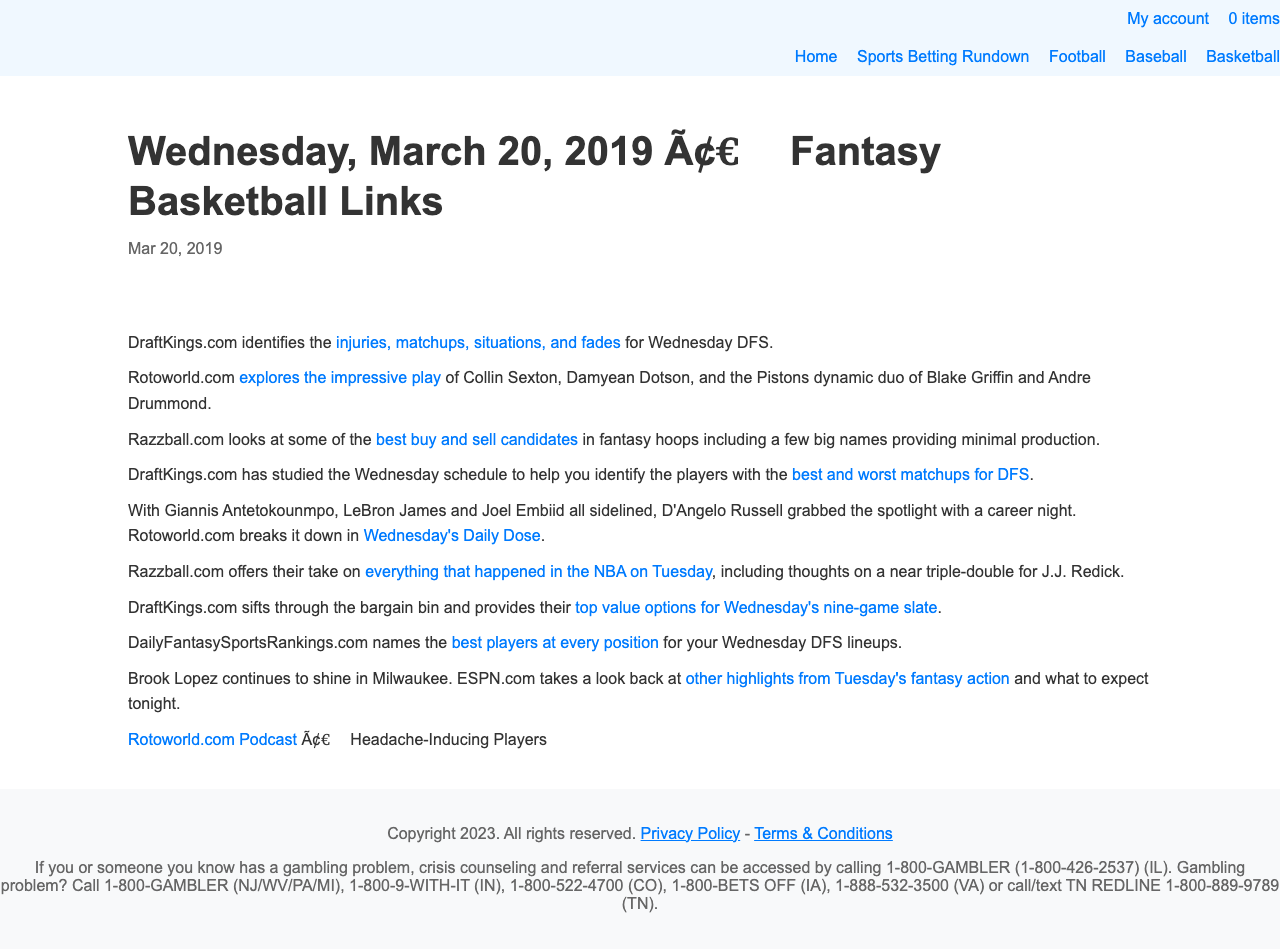 My account 0 items
Home Sports Betting Rundown Football Baseball Basketball
Wednesday, March 20, 2019 Ã¢€ Fantasy
Basketball Links
Mar 20, 2019
DraftKings.com identifies the injuries, matchups, situations, and fades for Wednesday DFS.
Rotoworld.com explores the impressive play of Collin Sexton, Damyean Dotson, and the Pistons dynamic duo of Blake Griffin and Andre
Drummond.
Razzball.com looks at some of the best buy and sell candidates in fantasy hoops including a few big names providing minimal production.
DraftKings.com has studied the Wednesday schedule to help you identify the players with the best and worst matchups for DFS.
With Giannis Antetokounmpo, LeBron James and Joel Embiid all sidelined, D'Angelo Russell grabbed the spotlight with a career night.
Rotoworld.com breaks it down in Wednesday's Daily Dose.
Razzball.com offers their take on everything that happened in the NBA on Tuesday, including thoughts on a near triple-double for J.J. Redick.
DraftKings.com sifts through the bargain bin and provides their top value options for Wednesday's nine-game slate.
DailyFantasySportsRankings.com names the best players at every position for your Wednesday DFS lineups.
Brook Lopez continues to shine in Milwaukee. ESPN.com takes a look back at other highlights from Tuesday's fantasy action and what to expect
tonight.
Rotoworld.com Podcast Ã¢€ Headache-Inducing Players
Copyright 2023. All rights reserved. Privacy Policy - Terms & Conditions
If you or someone you know has a gambling problem, crisis counseling and referral services can be accessed by calling 1-800-GAMBLER (1-800-426-2537) (IL). Gambling
problem? Call 1-800-GAMBLER (NJ/WV/PA/MI), 1-800-9-WITH-IT (IN), 1-800-522-4700 (CO), 1-800-BETS OFF (IA), 1-888-532-3500 (VA) or call/text TN REDLINE 1-800-889-9789
(TN).